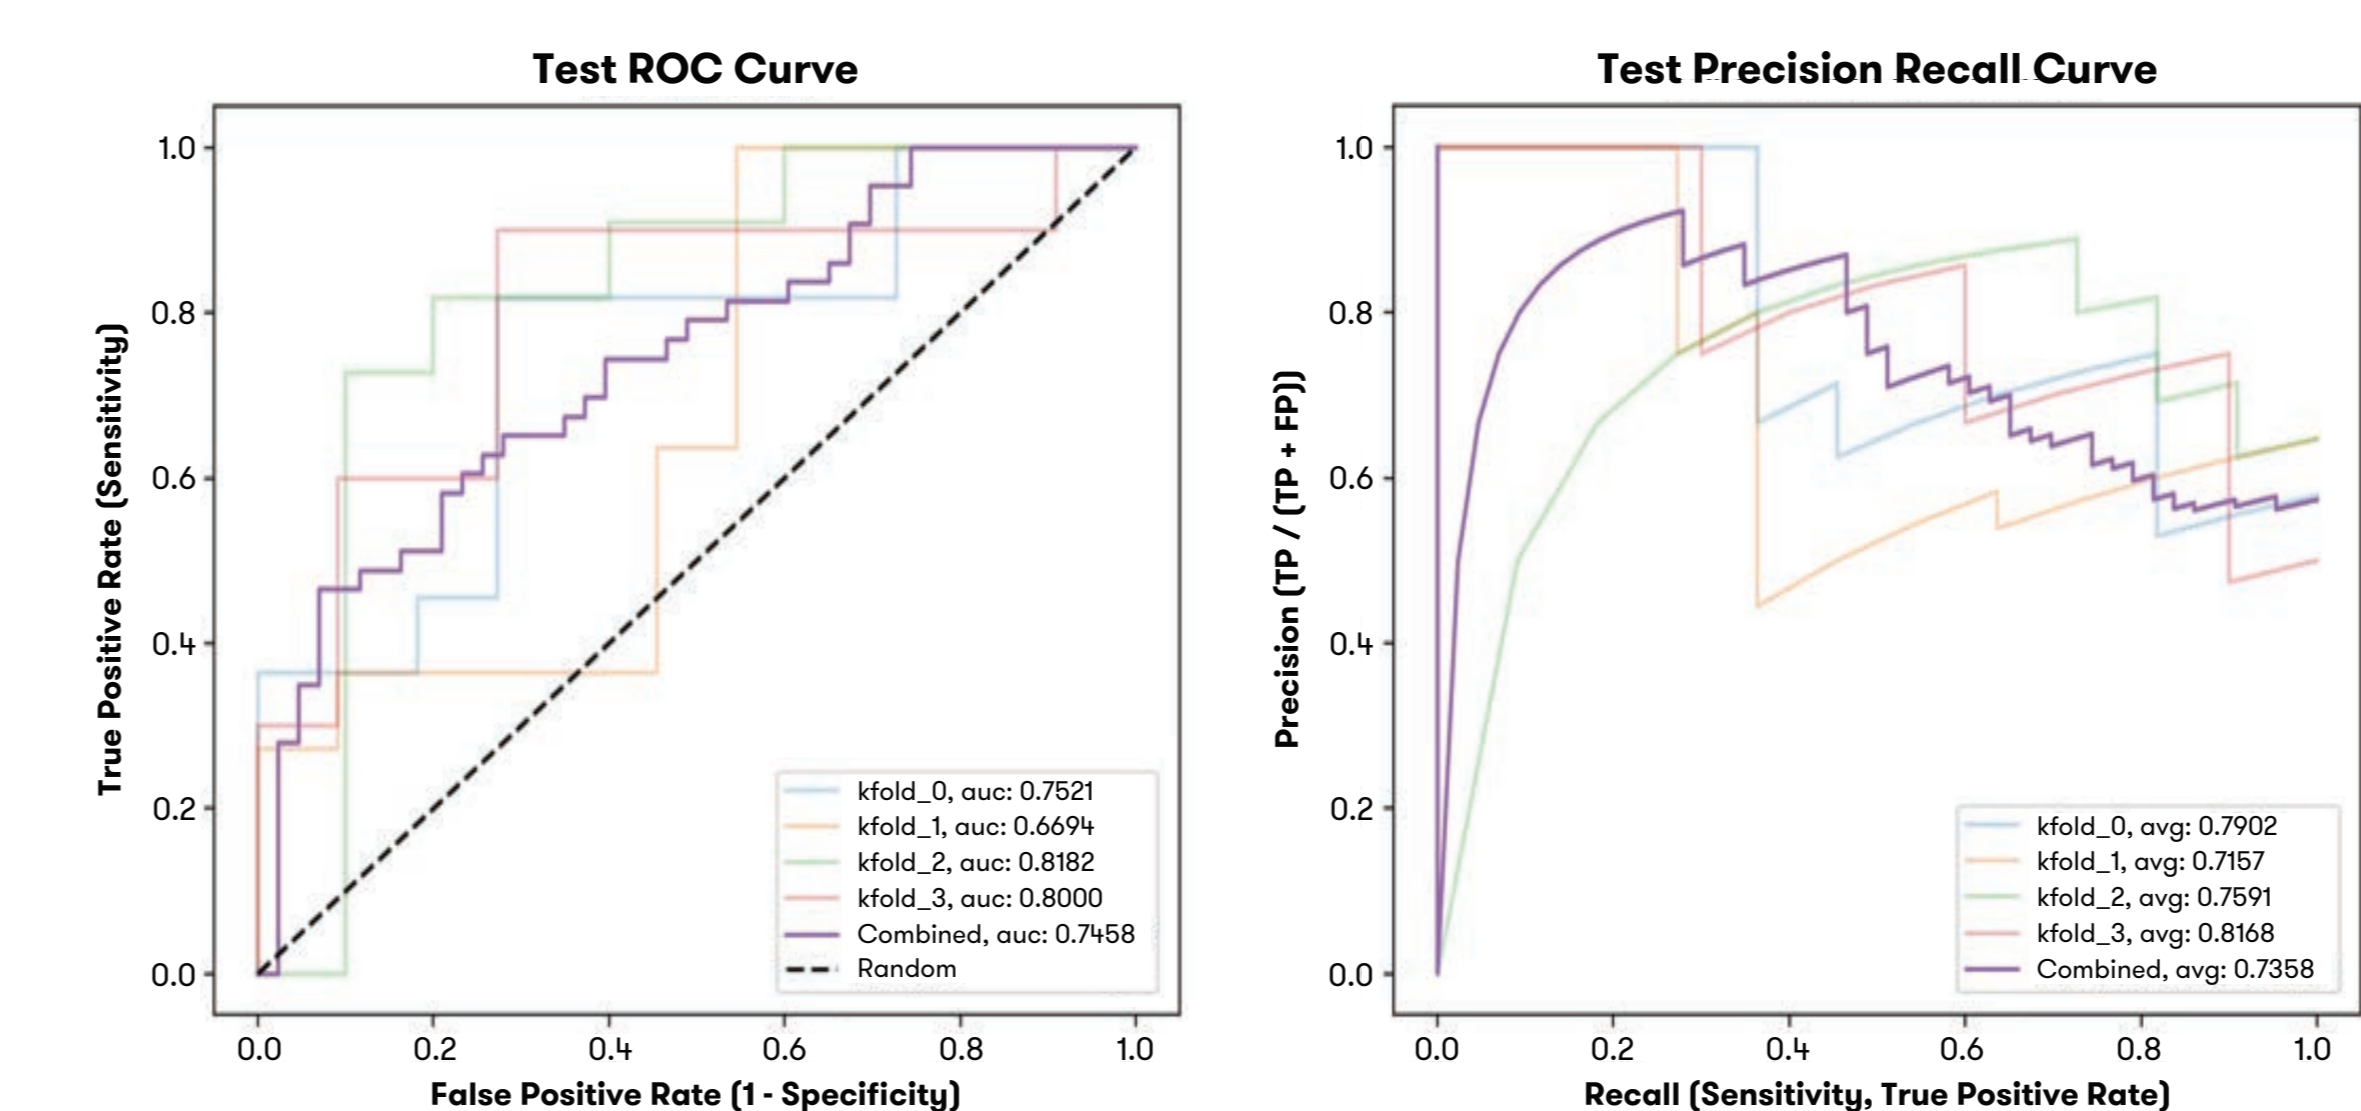 Test ROC Curve
True Positive Rate (Sensitivity)
1.0
0.8
0.6
0.4
0.2
0.0
0.0 0.2 0.4 0.6 0.8 1.0
False Positive Rate (1 - Specificity)
kfold_0, auc: 0.7521
kfold_1, auc: 0.6694
kfold_2, auc: 0.8182
kfold_3, auc: 0.8000
Combined, auc: 0.7458
Random
Test Precision Recall Curve
Precision (TP / (TP + FP))
1.0
0.8
0.6
0.4
0.2
0.0
0.0 0.2 0.4 0.6 0.8 1.0
Recall (Sensitivity, True Positive Rate)
kfold_0, avg: 0.7902
kfold_1, avg: 0.7157
kfold_2, avg: 0.7591
kfold_3, avg: 0.8168
Combined, avg: 0.7358